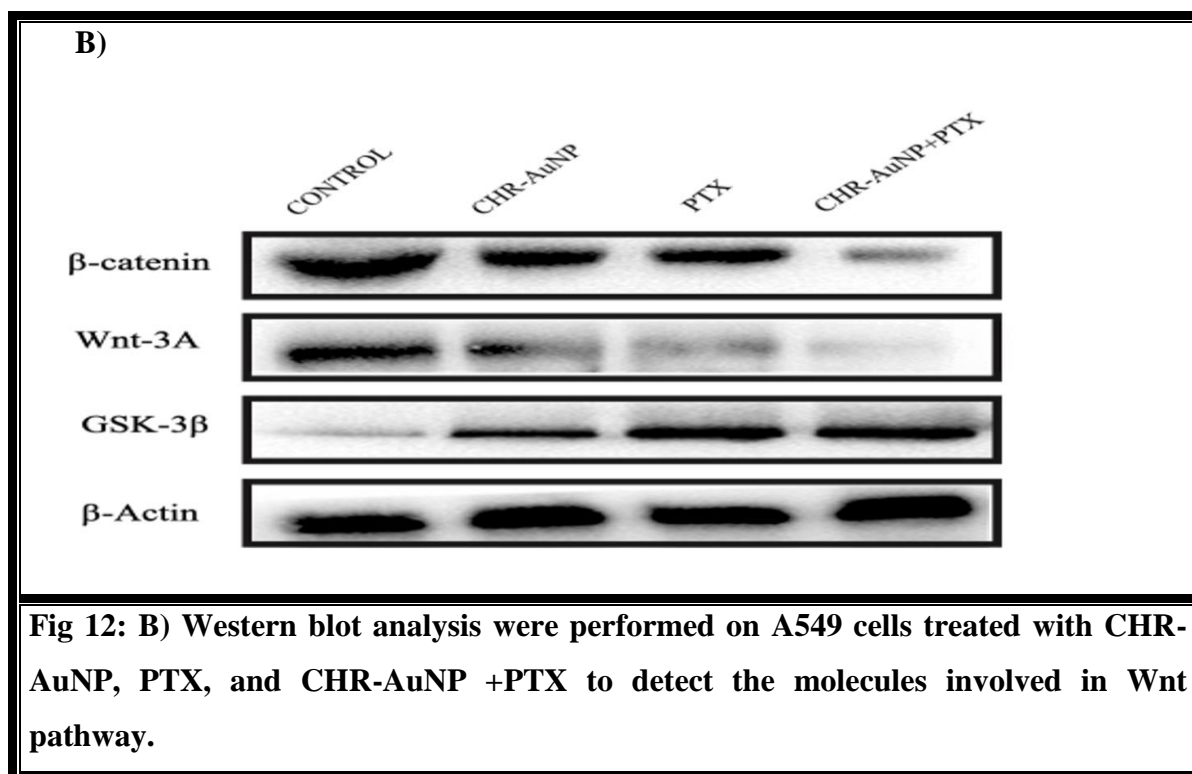 B)
CONTROL CHR-AuNP PTX CHR-AuNP+PTX
β-catenin
Wnt-3A
GSK-3β
β-Actin
Fig 12: B) Western blot analysis were performed on A549 cells treated with CHR-
AuNP, PTX, and CHR-AuNP +PTX to detect the molecules involved in Wnt
pathway.